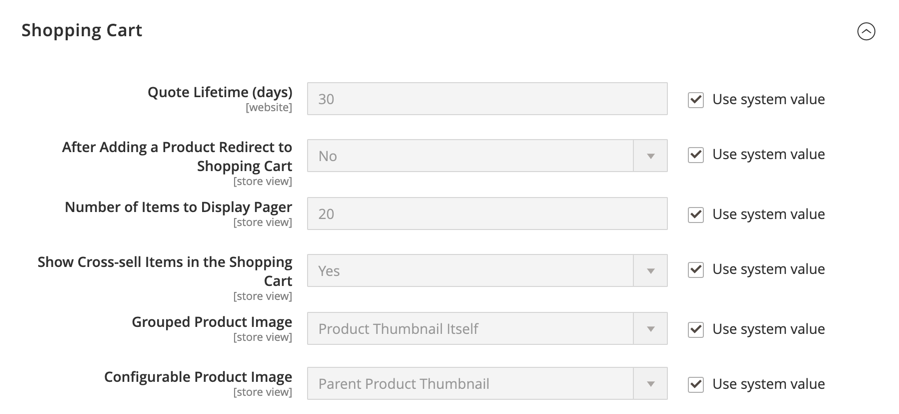 Shopping Cart
Quote Lifetime (days)
[website]
30
Use system value
After Adding a Product Redirect to
Shopping Cart
[store view]
No
Use system value
Number of Items to Display Pager
[store view]
20
Use system value
Show Cross-sell Items in the Shopping
Cart
[store view]
Yes
Use system value
Grouped Product Image
[store view]
Product Thumbnail Itself
Use system value
Configurable Product Image
[store view]
Parent Product Thumbnail
Use system value